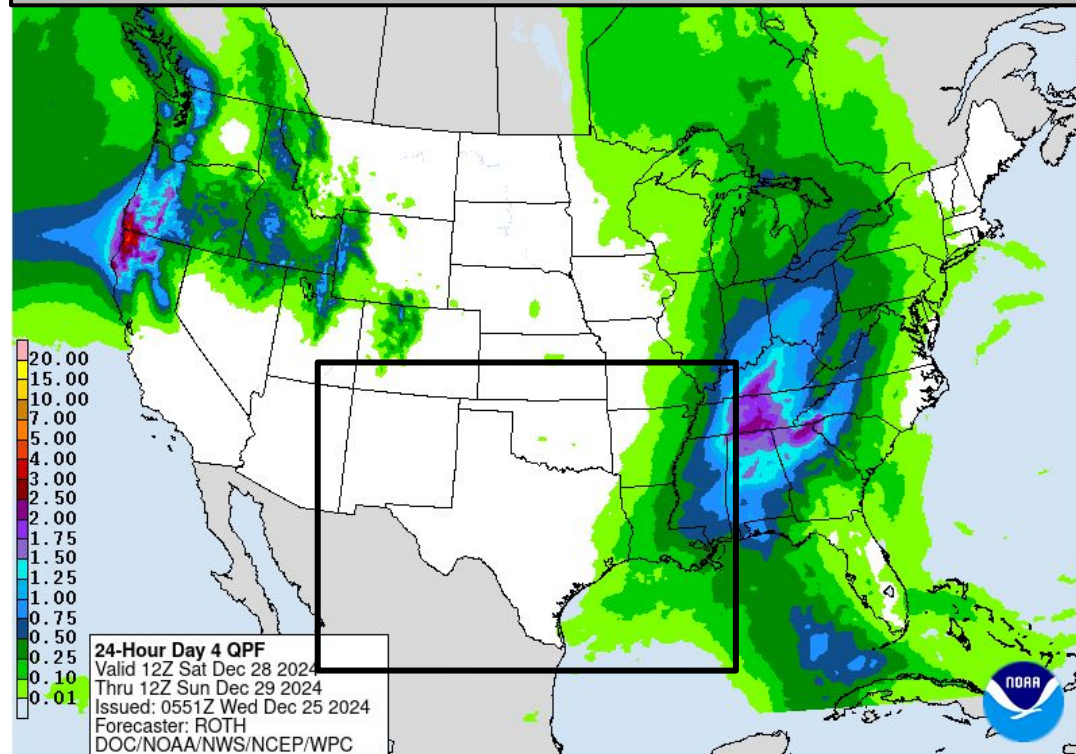 20.00
15.00
10.00
7.00
5.00
4.00
3.00
2.50
2.00
1.75
1.50
1.25
1.00
0.75
0.50
0.25
0.10
0.01
24-Hour Day 4 QPF
Valid 12Z Sat Dec 28 2024
Thru 12Z Sun Dec 29 2024
Issued: 0551Z Wed Dec 25 2024
Forecaster: ROTH
DOC/NOAA/NWS/NCEP/WPC
NOAA